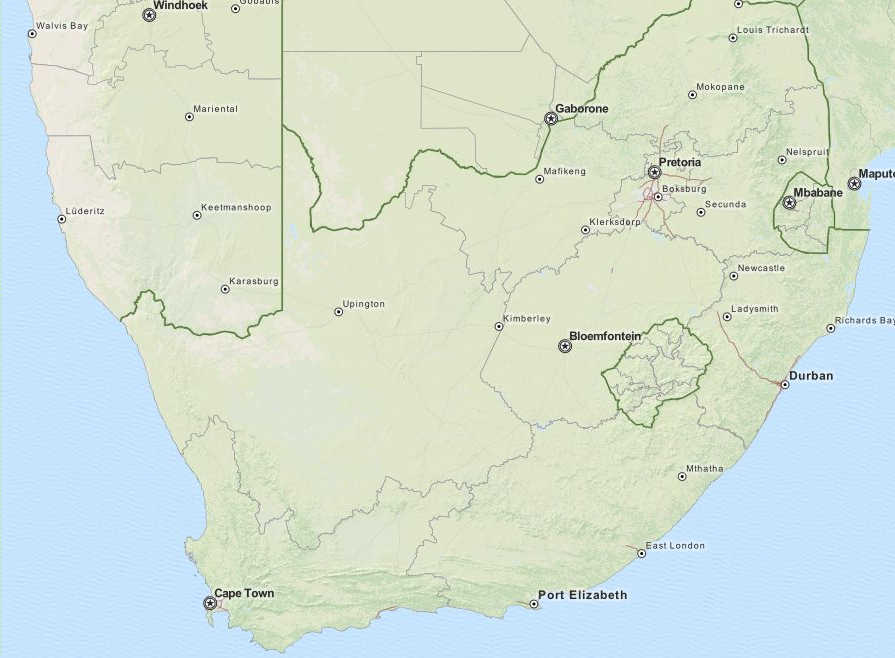 Windhoek
Gobabis
Walvis Bay
Louis Trichardt
Mokopane
Mariental
Gaborone
Nelspruit
Pretoria
Mafikeng
Maputo
Boksburg
Mbabane
Secunda
Lüderitz
Keetmanshoop
Klerksdorp
Newcastle
Karasburg
Upington
Ladysmith
Kimberley
Richards Bay
Bloemfontein
Durban
Mthatha
East London
Cape Town
Port Elizabeth